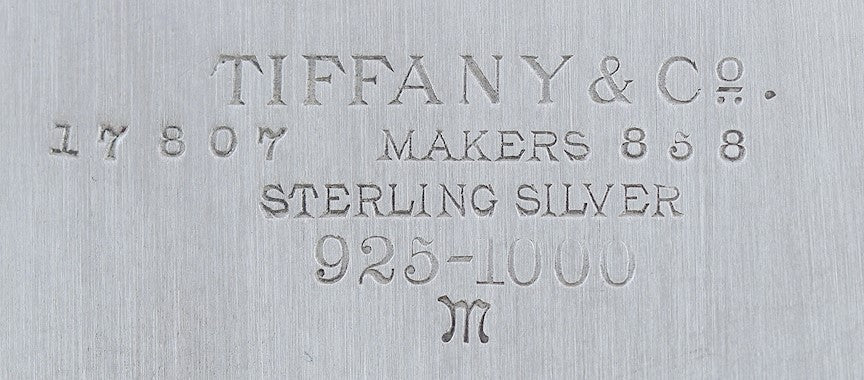 TIFFANY & Co.
17807 MAKERS 858
STERLING SILVER
925-1000
M